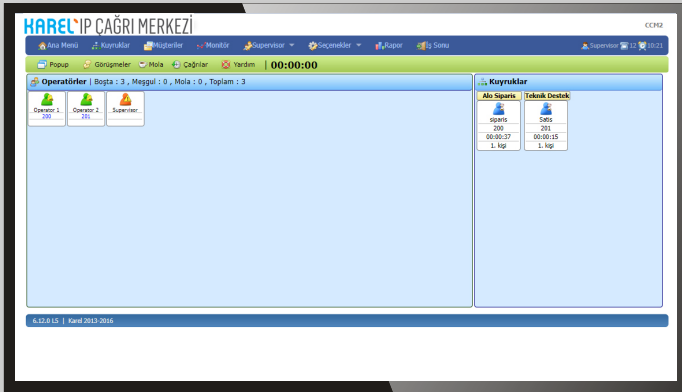 KAREL IP ÇAĞRI MERKEZİ
CCM2
Ana Menü Kuyruklar Müşteriler Monitör Supervisor Seçenekler Rapor İş Sonu Supervisor 12 10:21
Popup Görüşmeler Mola Çağrılar Yardım | 00:00:00
Operatörler | Boşta : 3 , Meşgul : 0 , Mola : 0 , Toplam : 3
Kuyruklar
Operator 1
200
Operator 2
201
Supervisor
Alo Siparis
siparis
200
00:00:37
1. kişi
Teknik Destek
Satis
201
00:00:15
1. kişi
6.12.0 L5 | Karel 2013-2016